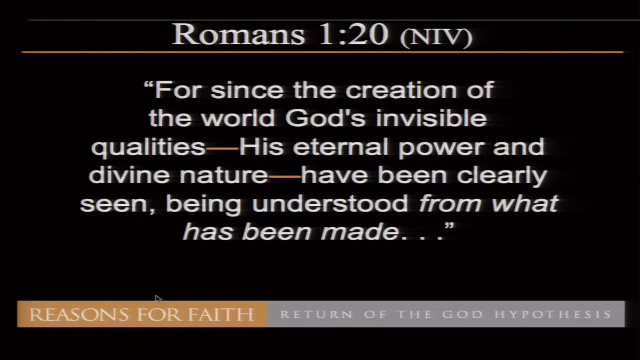 Romans 1:20 (NIV)
“For since the creation of
the world God's invisible
qualities—His eternal power and
divine nature—have been clearly
seen, being understood from what
has been made. . .”
REASONS FOR FAITH RETURN OF THE GOD HYPOTHESIS